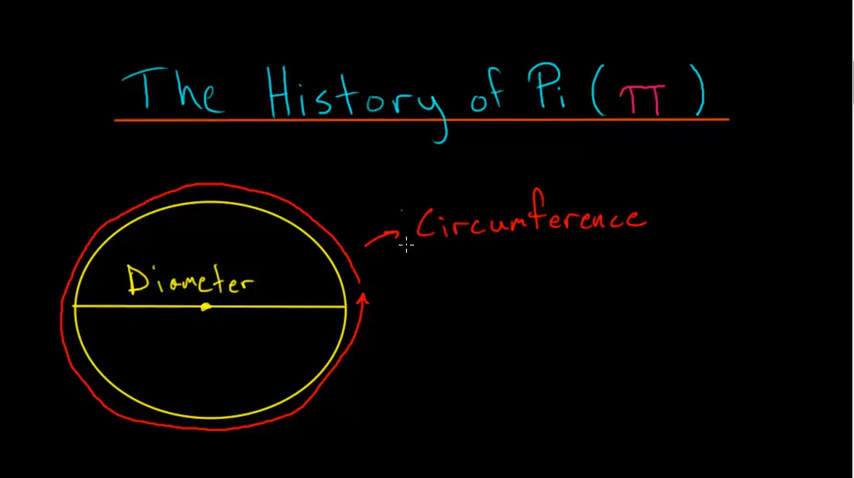 The History of Pi (π)
Circumference
Diameter